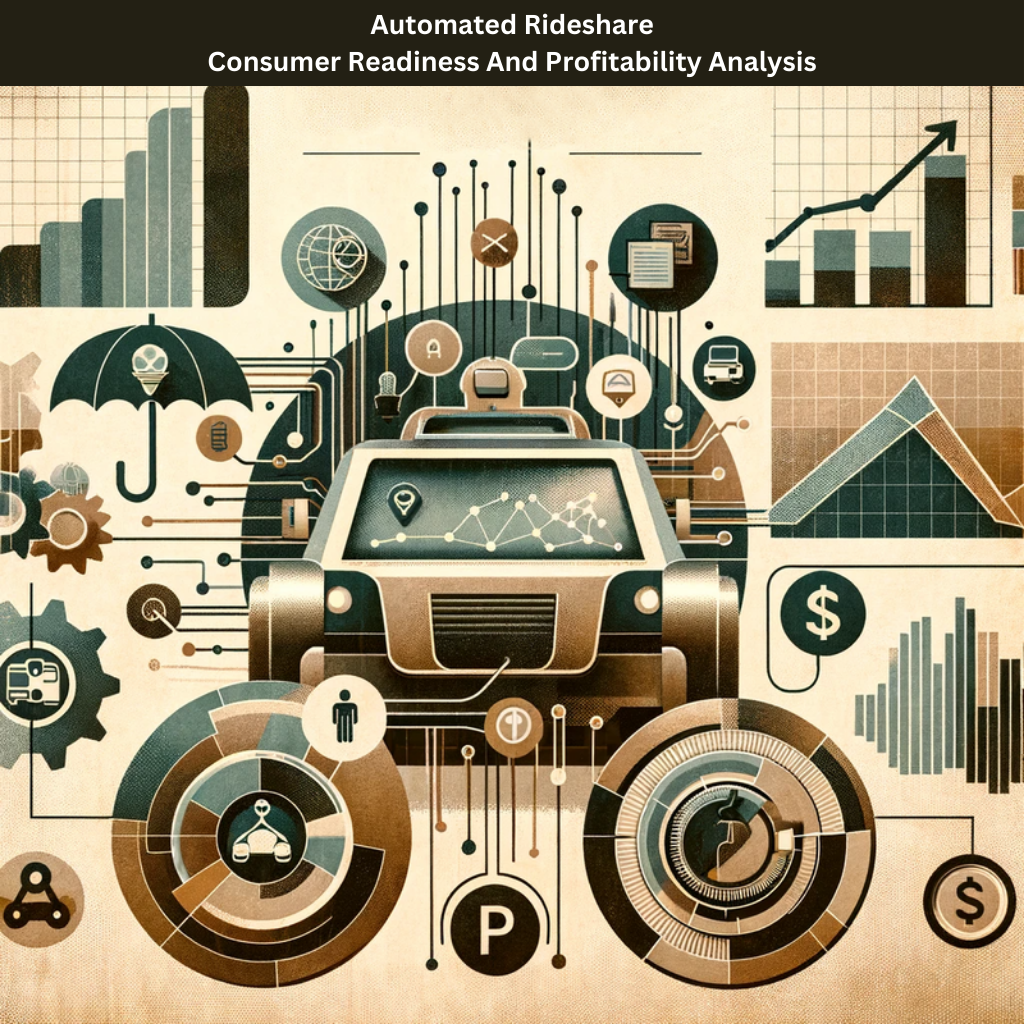 Automated Rideshare
Consumer Readiness And Profitability Analysis
$
P
$